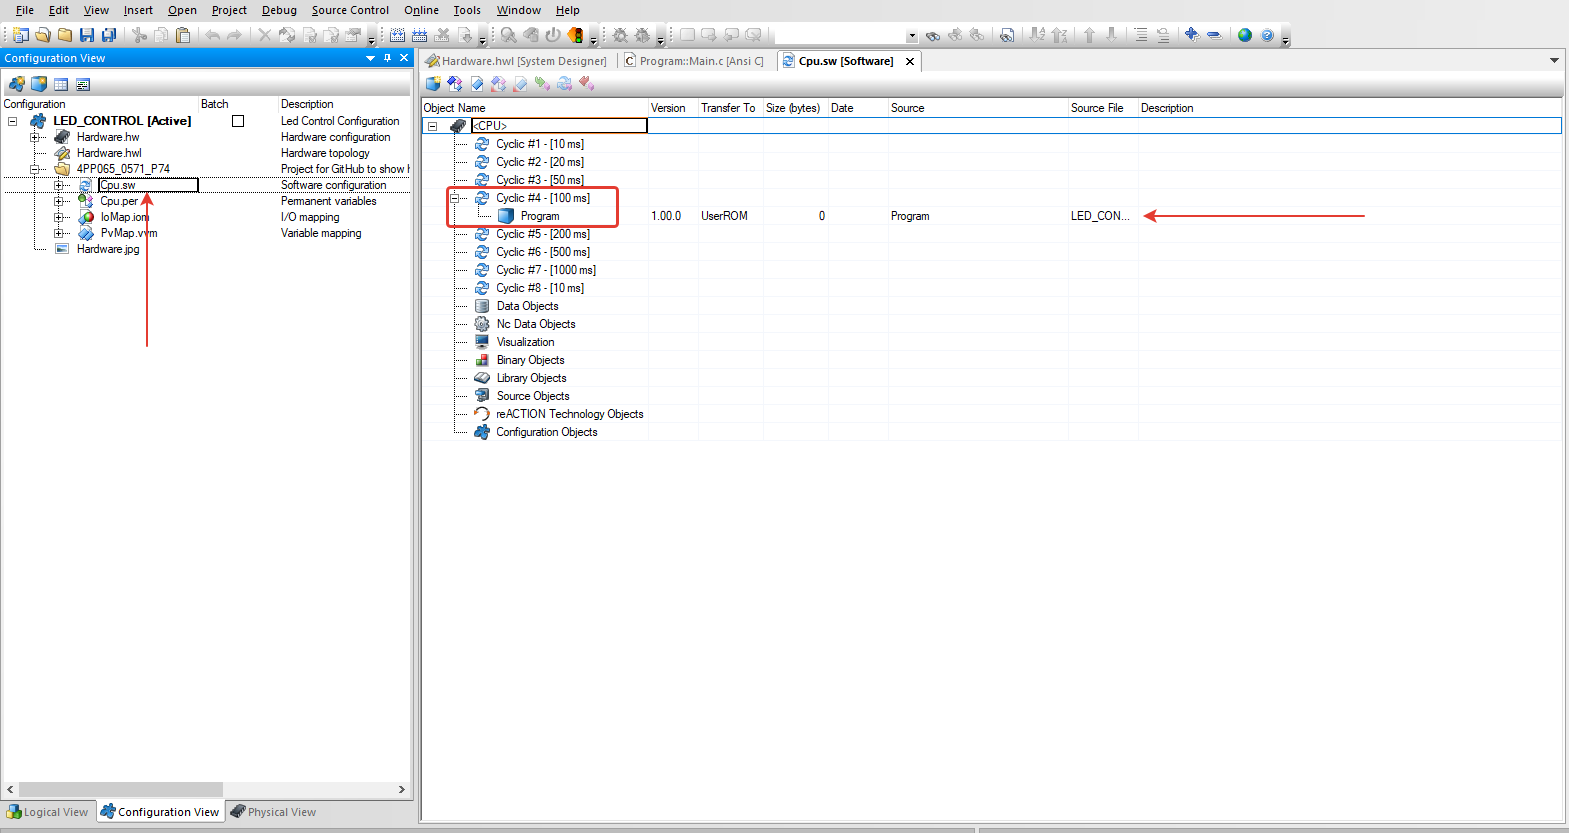 File Edit View Insert Open Project Debug Source Control Online Tools Window Help
Configuration View
Hardware.hwl [System Designer] Program::Main.c [Ansi C] Cpu.sw [Software]
Configuration Batch Description
LED_CONTROL [Active] Led Control Configuration
Hardware.hw Hardware configuration
Hardware.hwl Hardware topology
4PP065_0571_P74 Project for GitHub to show
Cpu.sw Software configuration
Cpu.per Permanent variables
IoMap.iom I/O mapping
PvMap.vvm Variable mapping
Hardware.jpg
Object Name Version Transfer To Size (bytes) Date Source Source File Description
<CPU>
Cyclic #1 - [10 ms]
Cyclic #2 - [20 ms]
Cyclic #3 - [50 ms]
Cyclic #4 - [100 ms]
Program 1.00.0 UserROM 0 Program LED_CON...
Cyclic #5 - [200 ms]
Cyclic #6 - [500 ms]
Cyclic #7 - [1000 ms]
Cyclic #8 - [10 ms]
Data Objects
Nc Data Objects
Visualization
Binary Objects
Library Objects
Source Objects
reACTION Technology Objects
Configuration Objects
Logical View Configuration View Physical View